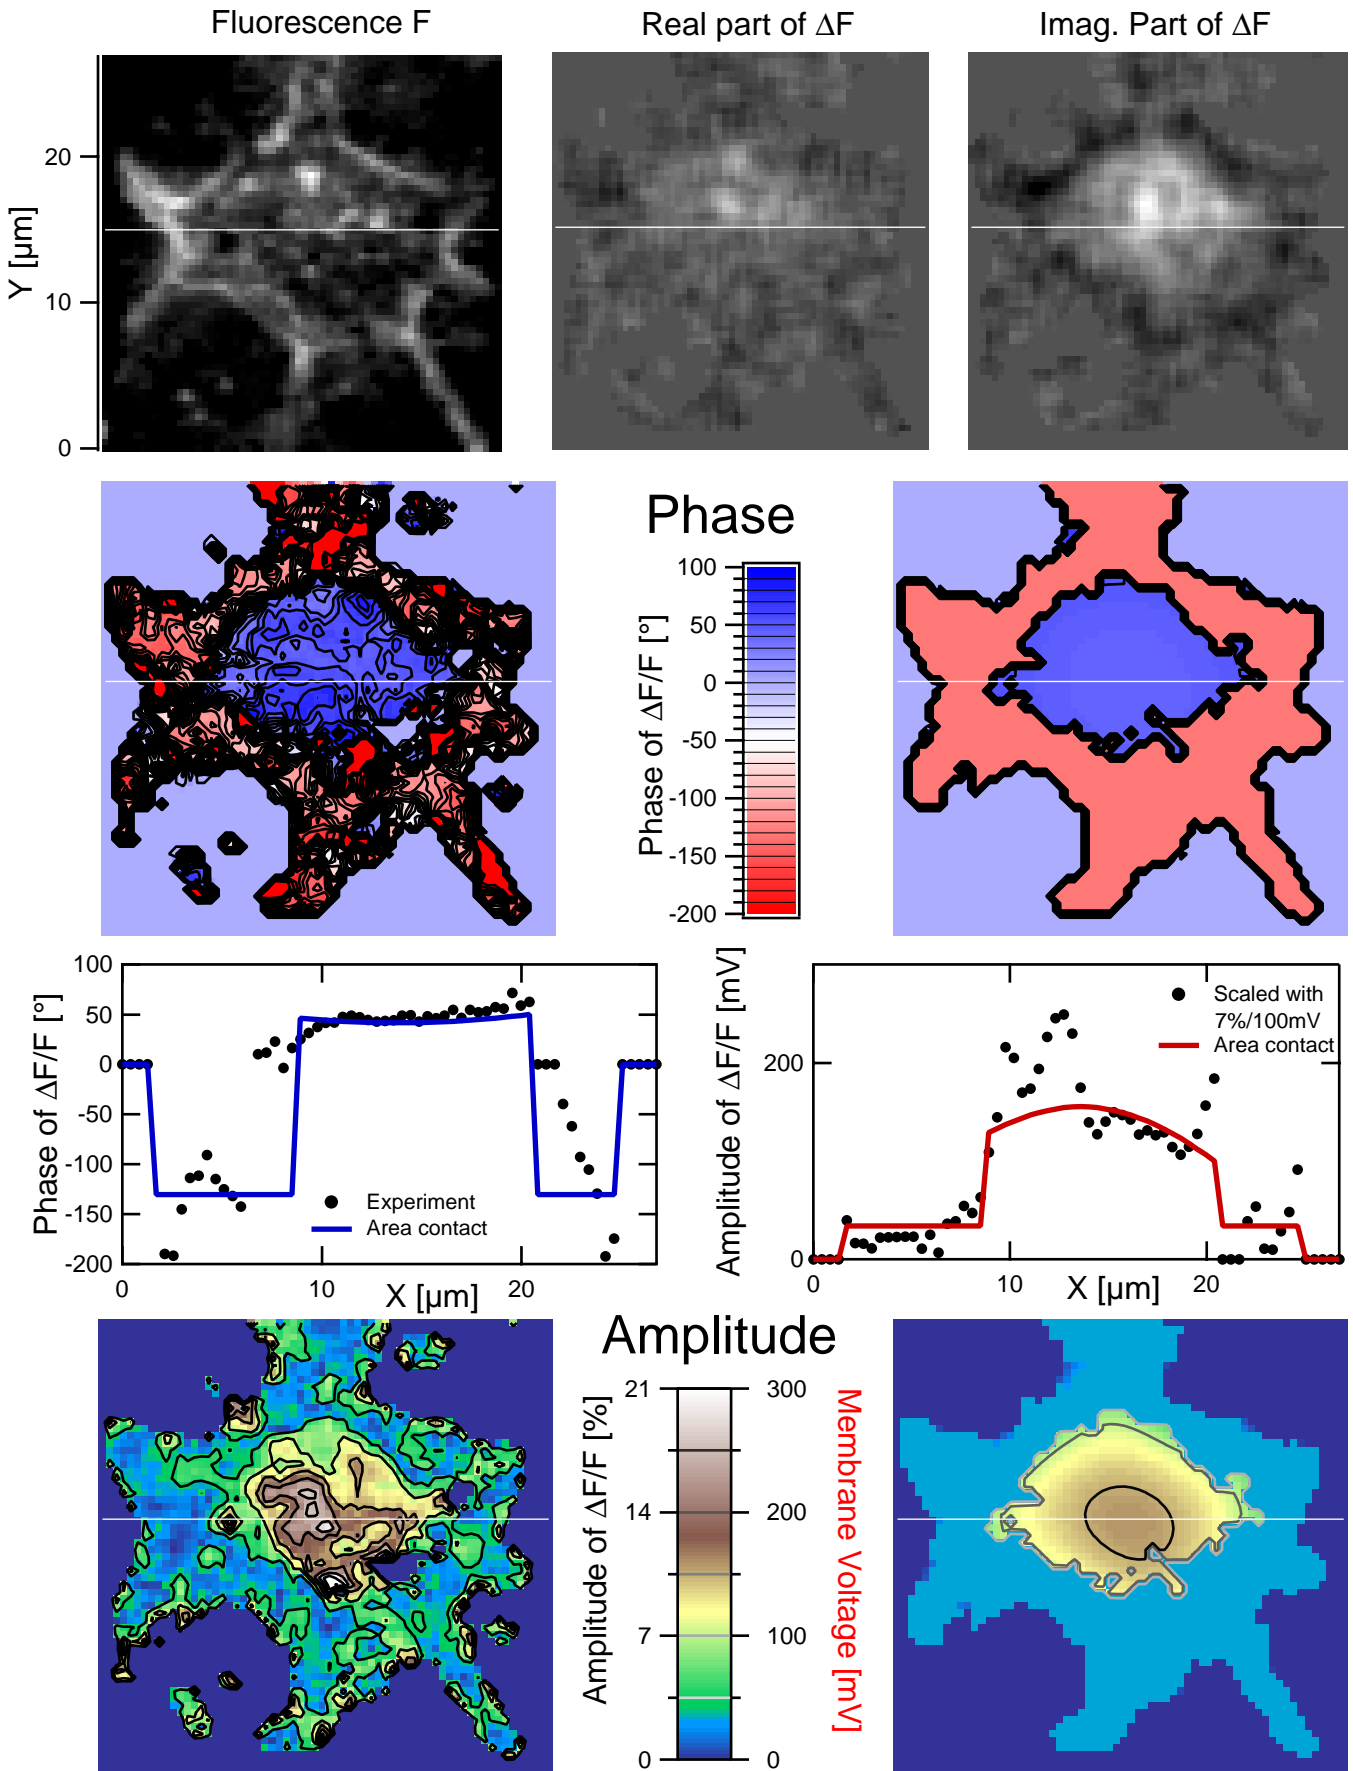 Fluorescence F
Real part of ΔF
Imag. Part of ΔF
Y [µm]
20
10
0
Phase
Phase of ΔF/F [°]
100
50
0
-50
-100
-150
-200
Phase of ΔF/F [°]
100
50
0
-50
-100
-150
-200
0
10
20
X [µm]
Experiment
Area contact
Amplitude of ΔF/F [mV]
200
0
0
10
20
X [µm]
Scaled with
7%/100mV
Area contact
Amplitude
Amplitude of ΔF/F [%]
21
14
7
0
300
200
100
0
Membrane Voltage [mV]